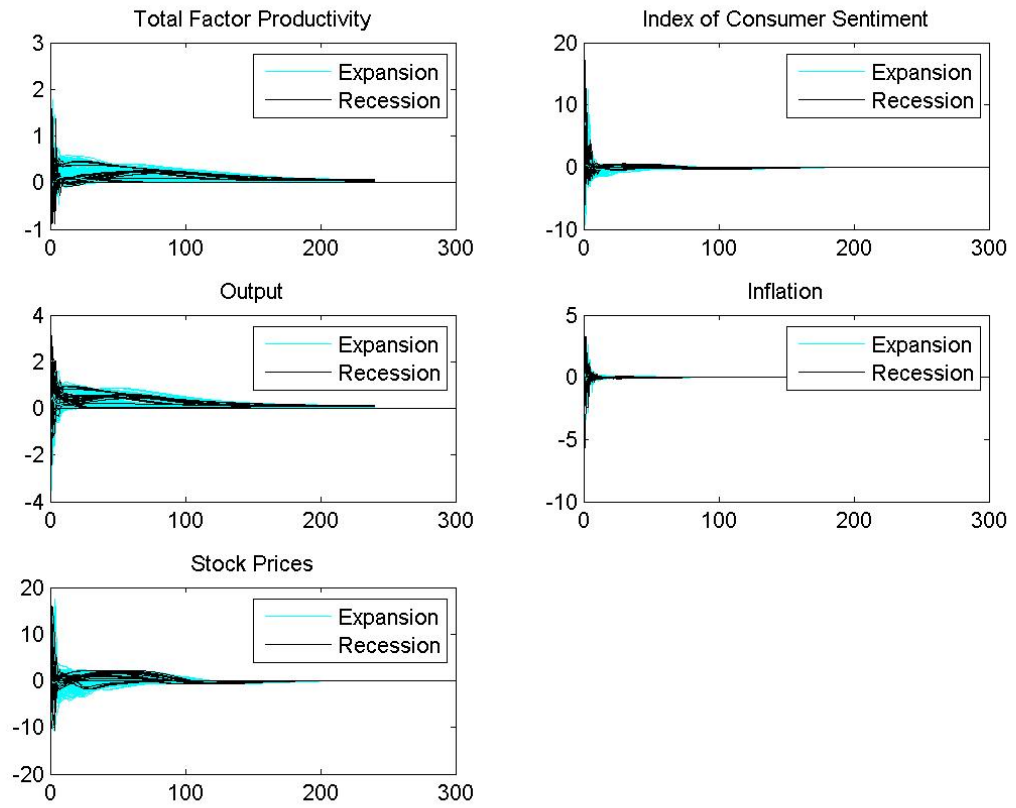 Total Factor Productivity
3
2
1
0
-1
0
100
200
300
Expansion
Recession
Index of Consumer Sentiment
20
10
0
-10
0
100
200
300
Expansion
Recession
Output
4
2
0
-2
-4
0
100
200
300
Expansion
Recession
Inflation
5
0
-5
-10
0
100
200
300
Expansion
Recession
Stock Prices
20
10
0
-10
-20
0
100
200
300
Expansion
Recession